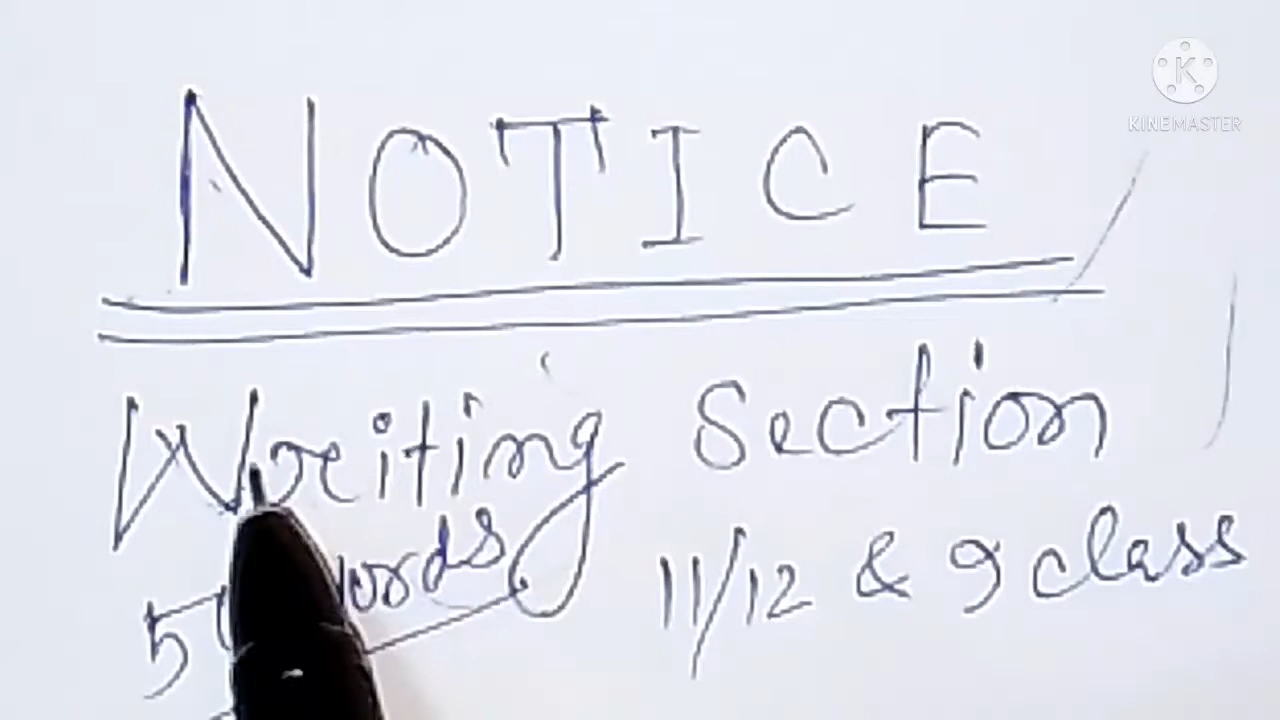 NOTICE
Writing Section
words
11/12 & 9 class
KINEMASTER